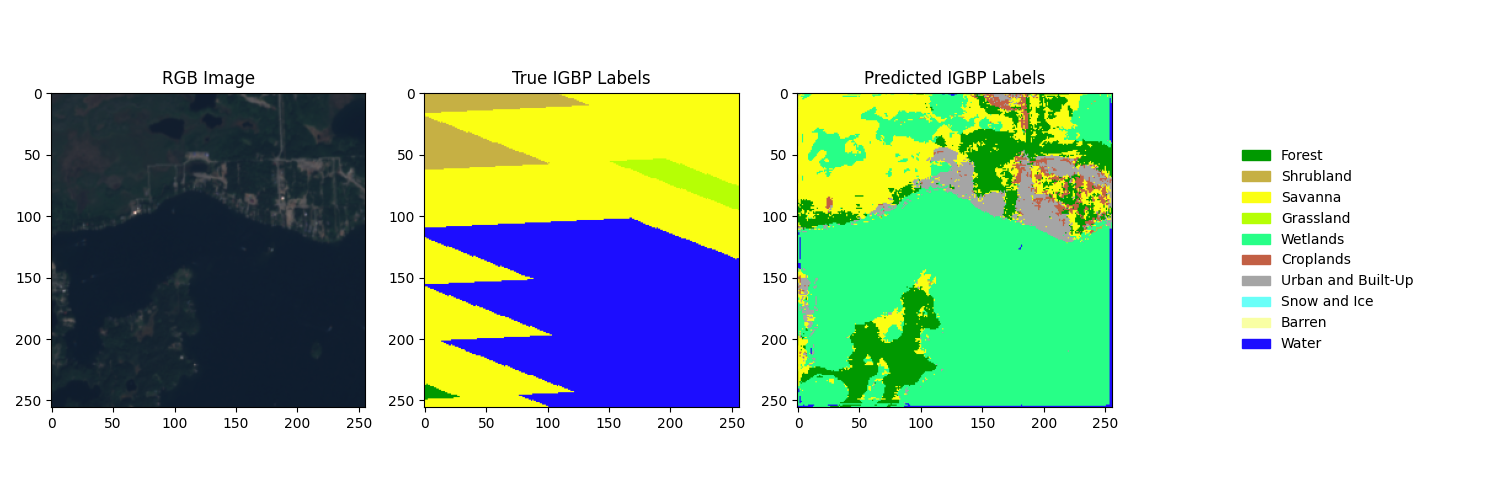 RGB Image
True IGBP Labels
Predicted IGBP Labels
0
50
100
150
200
250
0 50 100 150 200 250
0
50
100
150
200
250
0 50 100 150 200 250
0
50
100
150
200
250
0 50 100 150 200 250
Forest
Shrubland
Savanna
Grassland
Wetlands
Croplands
Urban and Built-Up
Snow and Ice
Barren
Water